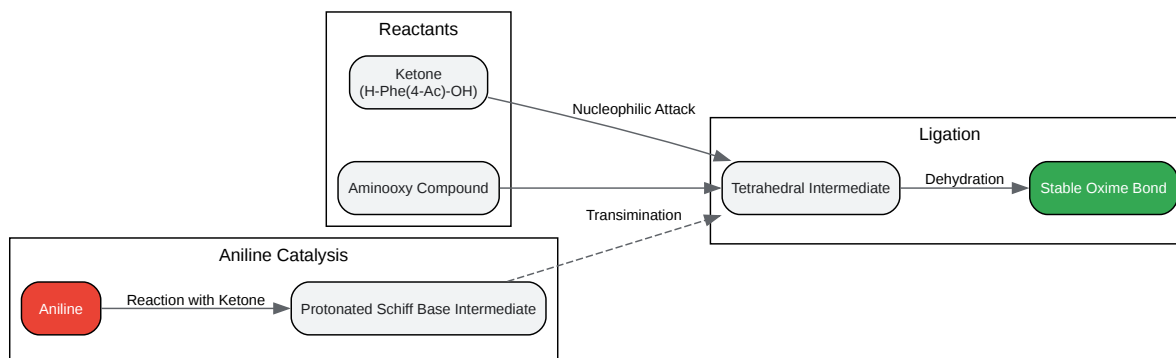 Reactants
Ketone
(H-Phe(4-Ac)-OH)
Nucleophilic Attack
Ligation
Aminooxy Compound
Tetrahedral Intermediate
Dehydration
Stable Oxime Bond
Transimination
Aniline Catalysis
Aniline
Reaction with Ketone
Protonated Schiff Base Intermediate